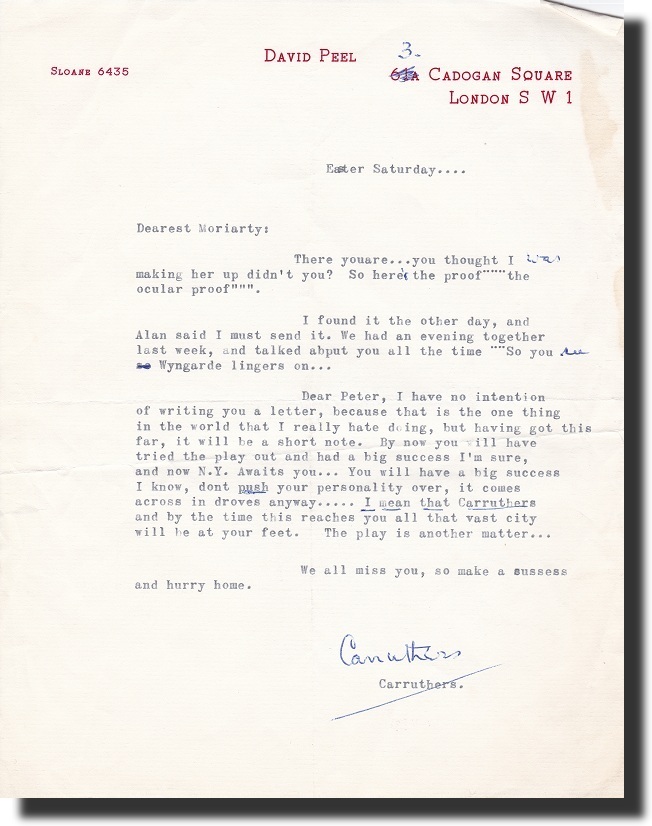 DAVID PEEL
3.
SLOANE 6435
61A CADOGAN SQUARE
LONDON S W 1
Easter Saturday....
Dearest Moriarty:
There youare...you thought I was
making her up didn't you? So here's the proof""""the
ocular proof""".
I found it the other day, and
Alan said I must send it. We had an evening together
last week, and talked abput you all the time """So you see
Wyngarde lingers on...
Dear Peter, I have no intention
of writing you a letter, because that is the one thing
in the world that I really hate doing, but having got this
far, it will be a short note. By now you will have
tried the play out and had a big success I'm sure,
and now N.Y. Awaits you... You will have a big success
I know, dont push your personality over, it comes
across in droves anyway..... I mean that Carruthers
and by the time this reaches you all that vast city
will be at your feet. The play is another matter...
We all miss you, so make a sussess
and hurry home.
Carruthers
Carruthers.